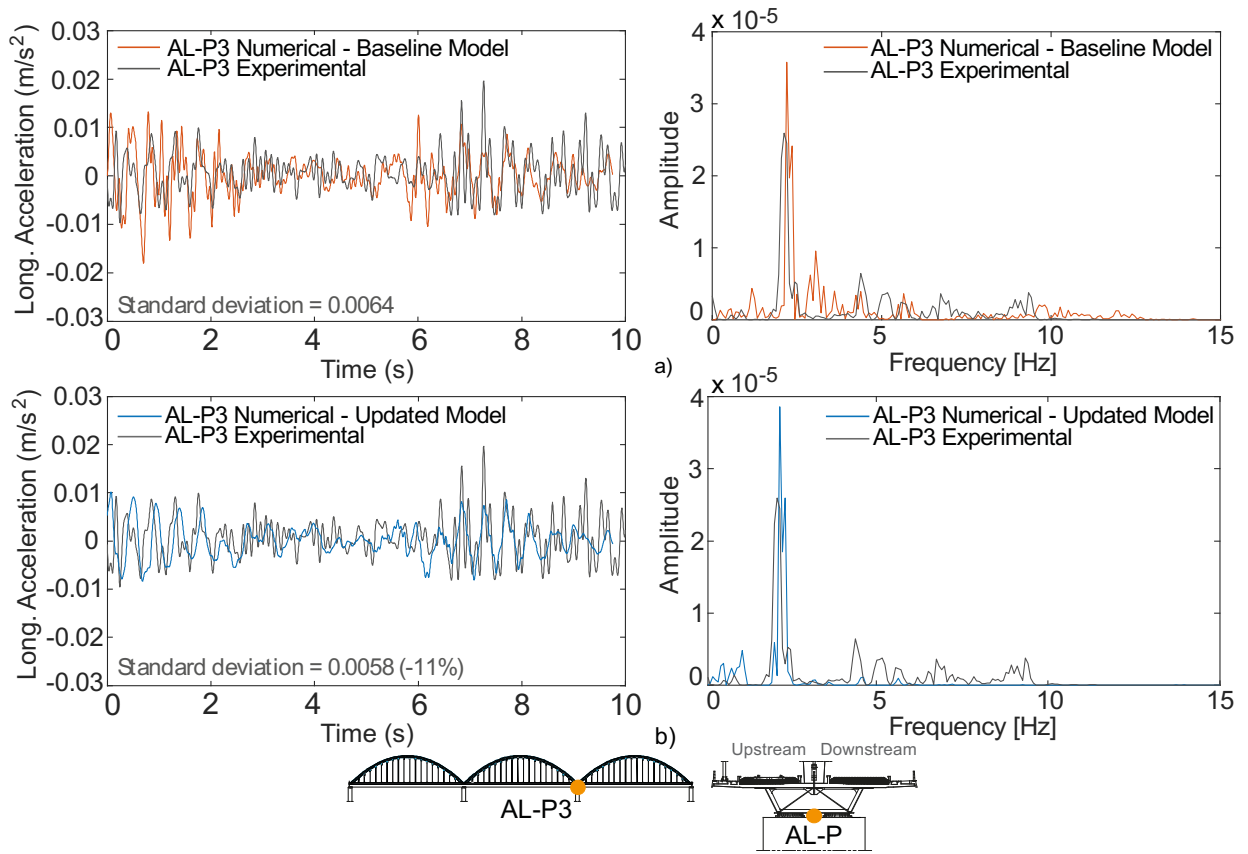 0.03
0.02
0.01
0
-0.01
-0.02
-0.03
Long. Acceleration (m/s²)
AL-P3 Numerical - Baseline Model
AL-P3 Experimental
Standard deviation = 0.0064
0 2 4 6 8 10
Time (s)
x 10⁻⁵
4
3
2
1
0
Amplitude
AL-P3 Numerical - Baseline Model
AL-P3 Experimental
0 5 10 15
Frequency [Hz]
a)
0.03
0.02
0.01
0
-0.01
-0.02
-0.03
Long. Acceleration (m/s²)
AL-P3 Numerical - Updated Model
AL-P3 Experimental
Standard deviation = 0.0058 (-11%)
0 2 4 6 8 10
Time (s)
x 10⁻⁵
4
3
2
1
0
Amplitude
AL-P3 Numerical - Updated Model
AL-P3 Experimental
0 5 10 15
Frequency [Hz]
b)
AL-P3
Upstream Downstream
AL-P